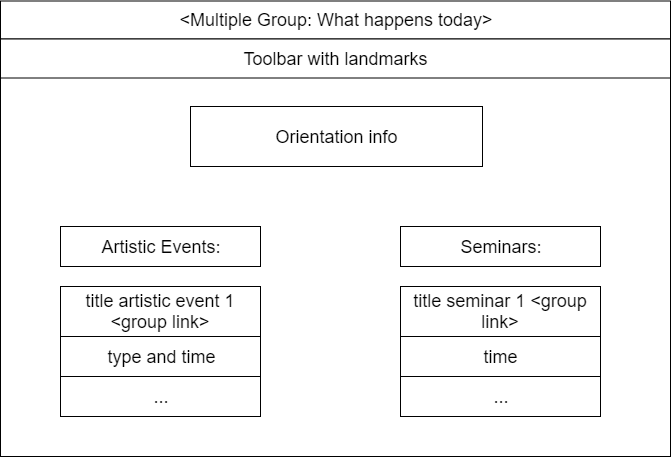 <Multiple Group: What happens today>
Toolbar with landmarks
Orientation info
Artistic Events:
title artistic event 1
<group link>
type and time
...
Seminars:
title seminar 1 <group
link>
time
...